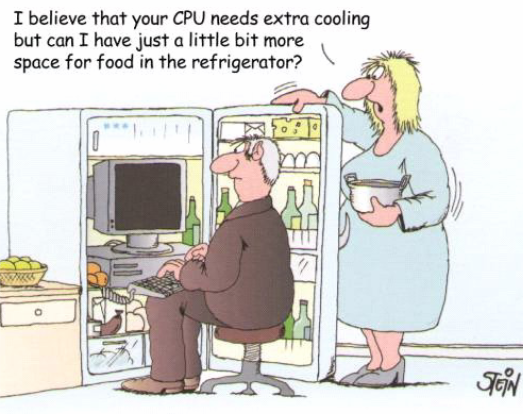 I believe that your CPU needs extra cooling
but can I have just a little bit more
space for food in the refrigerator?
STEIN